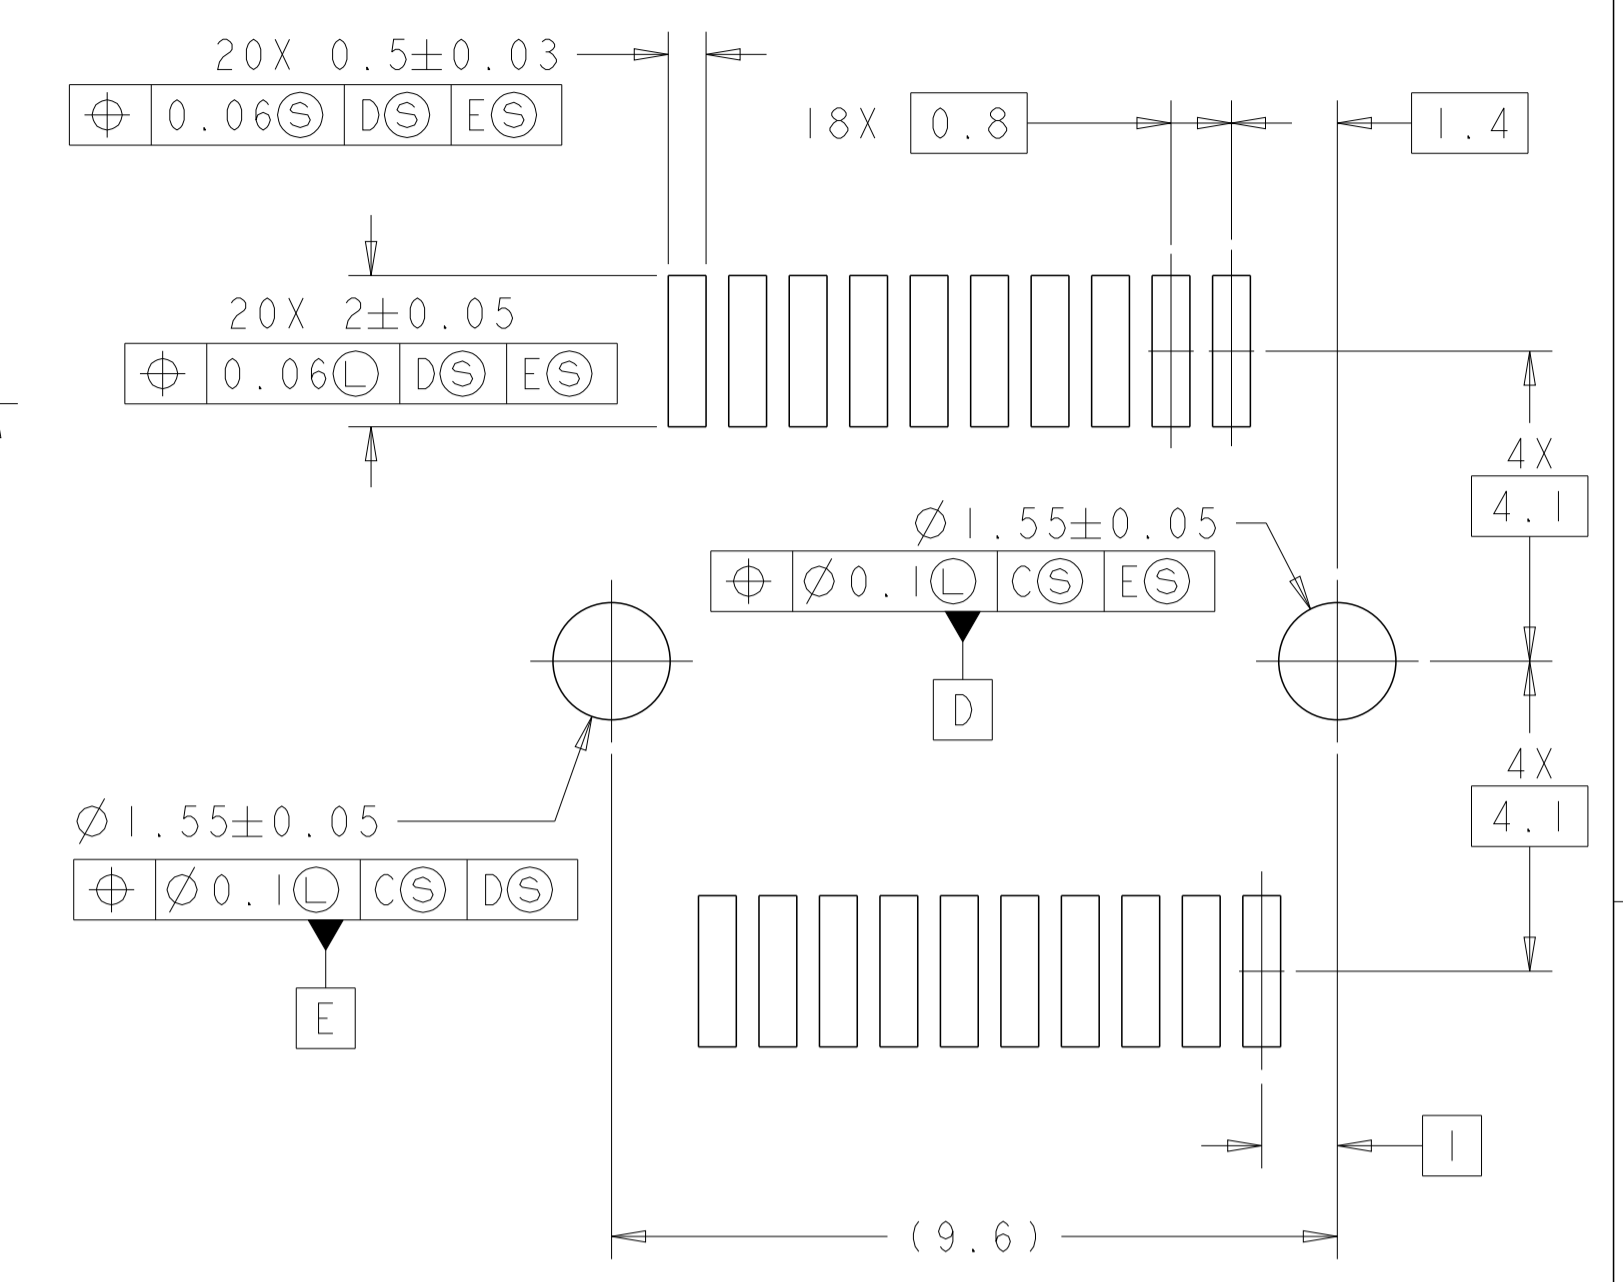 20X 0.5±0.03
⌖ 0.06Ⓢ DⓈ EⓈ
18X 0.8
1.4
20X 2±0.05
⌖ 0.06Ⓛ DⓈ EⓈ
4X
4.1
Ø1.55±0.05
⌖ Ø0.1Ⓛ CⓈ EⓈ
D
4X
4.1
Ø1.55±0.05
⌖ Ø0.1Ⓛ CⓈ DⓈ
E
1
(9.6)